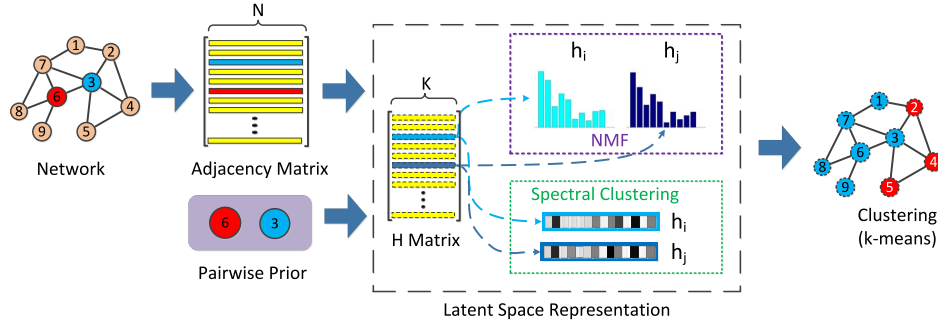 1
2
7
3
6
8
4
9
5
Network
N
Adjacency Matrix
6
3
Pairwise Prior
K
H Matrix
h_i
h_j
NMF
Spectral Clustering
h_i
h_j
Latent Space Representation
1
2
7
3
6
8
4
9
5
Clustering
(k-means)